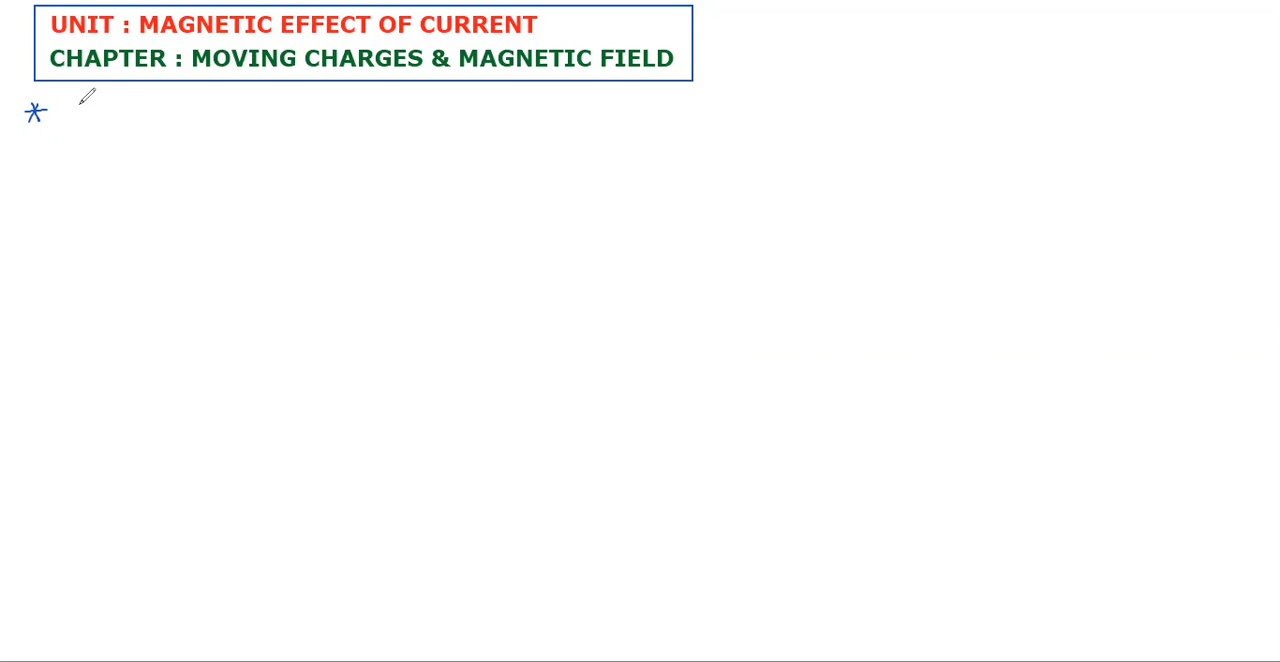 UNIT : MAGNETIC EFFECT OF CURRENT
CHAPTER : MOVING CHARGES & MAGNETIC FIELD
*